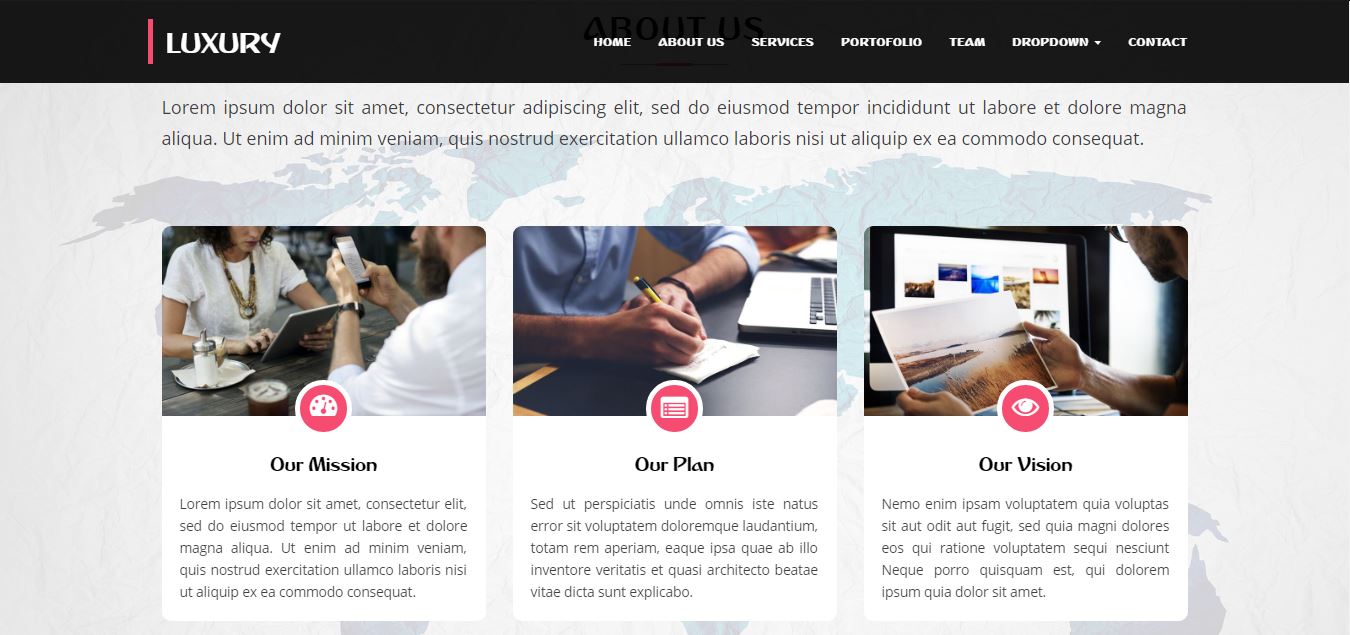 ABOUT US
LUXURY
HOME ABOUT US SERVICES PORTOFOLIO TEAM DROPDOWN CONTACT
Lorem ipsum dolor sit amet, consectetur adipiscing elit, sed do eiusmod tempor incididunt ut labore et dolore magna
aliqua. Ut enim ad minim veniam, quis nostrud exercitation ullamco laboris nisi ut aliquip ex ea commodo consequat.
Our Mission
Lorem ipsum dolor sit amet, consectetur elit,
sed do eiusmod tempor ut labore et dolore
magna aliqua. Ut enim ad minim veniam,
quis nostrud exercitation ullamco laboris nisi
ut aliquip ex ea commodo consequat.
Our Plan
Sed ut perspiciatis unde omnis iste natus
error sit voluptatem doloremque laudantium,
totam rem aperiam, eaque ipsa quae ab illo
inventore veritatis et quasi architecto beatae
vitae dicta sunt explicabo.
Our Vision
Nemo enim ipsam voluptatem quia voluptas
sit aut odit aut fugit, sed quia magni dolores
eos qui ratione voluptatem sequi nesciunt
Neque porro quisquam est, qui dolorem
ipsum quia dolor sit amet.